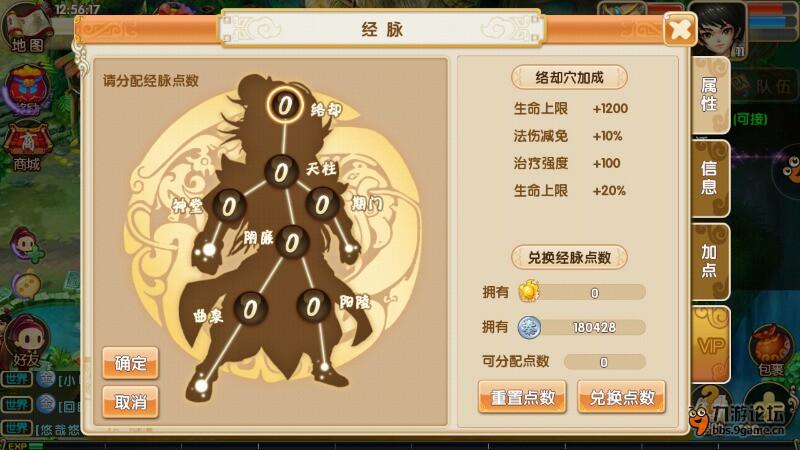 12:56:17
经脉
地图
商城
好友
请分配经脉点数
0 络却
0 天柱
神堂 0
0 期门
阴廉 0
曲泉 0
0 阳陵
确定
取消
络却穴加成
生命上限 +1200
法伤减免 +10%
治疗强度 +100
生命上限 +20%
兑换经脉点数
拥有 0
拥有 180428
可分配点数 0
重置点数
兑换点数
属性
信息
加点
VIP
队伍
(可接)
包裹
世界
世界
世界 [悠哉悠
EXP
九游论坛
bbs.9game.cn